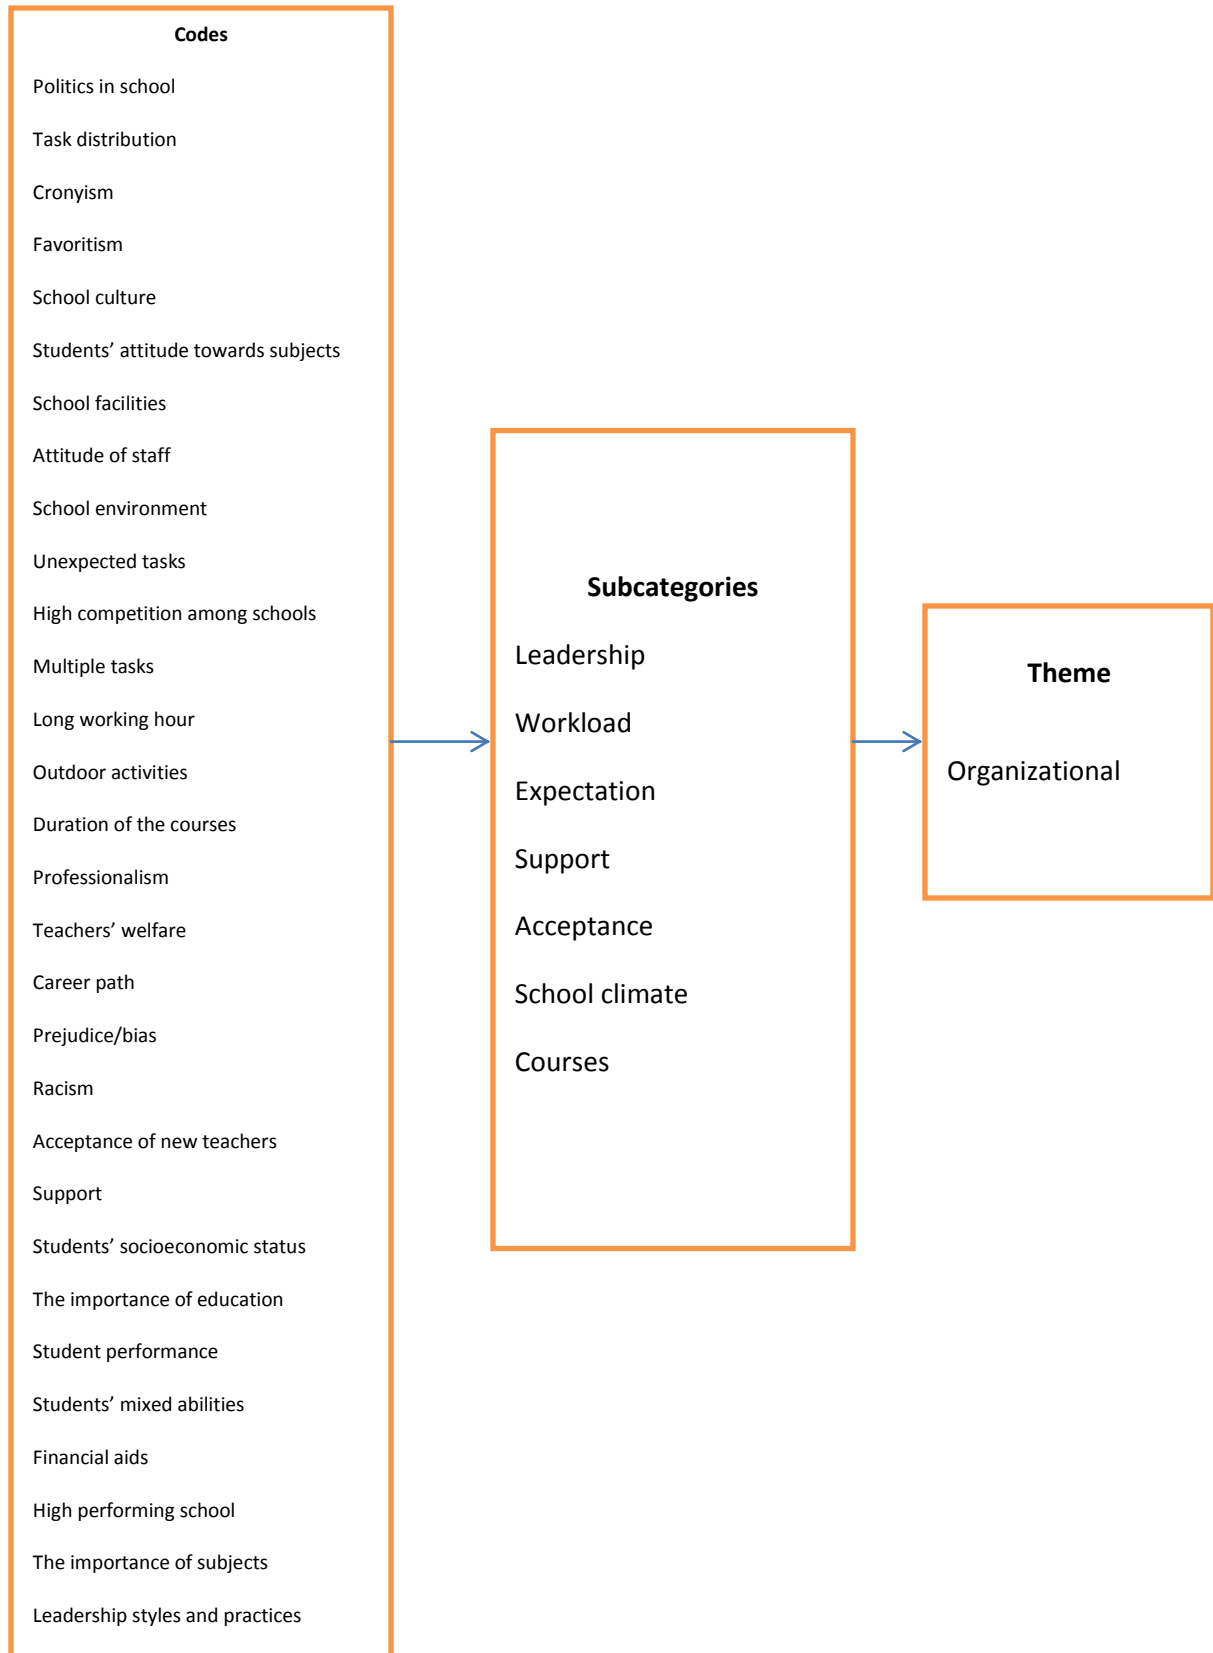 Codes
Politics in school
Task distribution
Cronyism
Favoritism
School culture
Students’ attitude towards subjects
School facilities
Attitude of staff
School environment
Unexpected tasks
High competition among schools
Multiple tasks
Long working hour
Outdoor activities
Duration of the courses
Professionalism
Teachers’ welfare
Career path
Prejudice/bias
Racism
Acceptance of new teachers
Support
Students’ socioeconomic status
The importance of education
Student performance
Students’ mixed abilities
Financial aids
High performing school
The importance of subjects
Leadership styles and practices
Subcategories
Leadership
Workload
Expectation
Support
Acceptance
School climate
Courses
Theme
Organizational